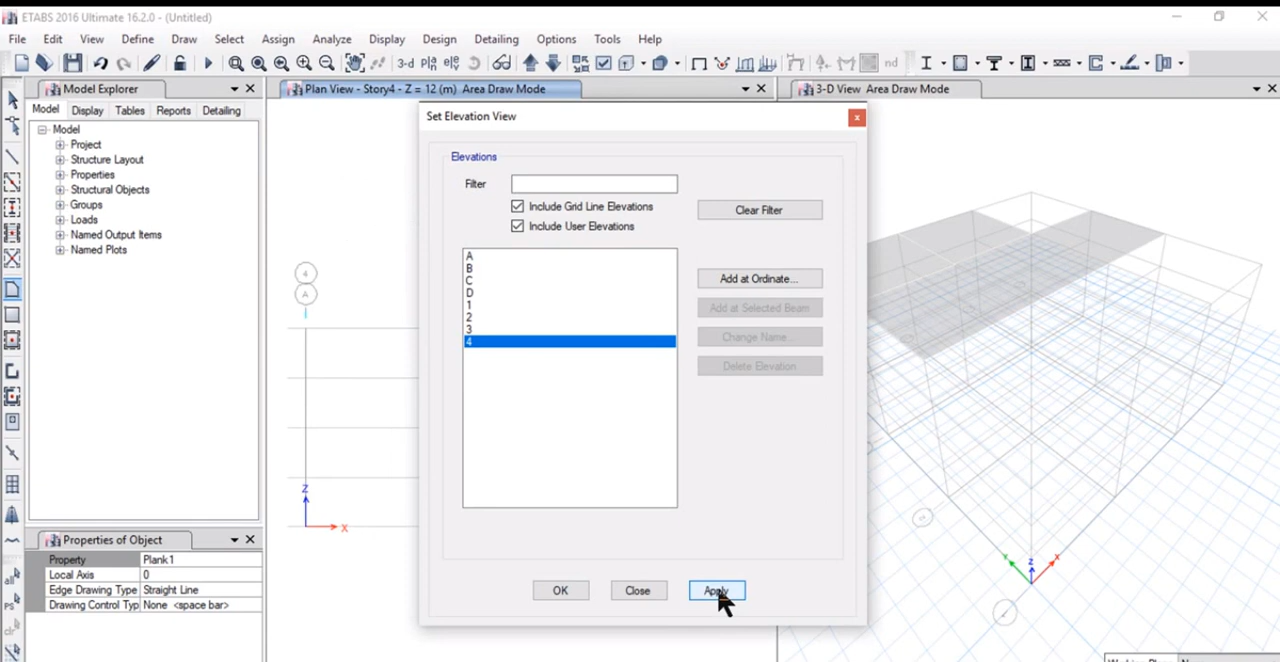 ETABS 2016 Ultimate 16.2.0 - (Untitled)
File Edit View Define Draw Select Assign Analyze Display Design Detailing Options Tools Help
3-d nd
Model Explorer
Model Display Tables Reports Detailing
Model
Project
Structure Layout
Properties
Structural Objects
Groups
Loads
Named Output Items
Named Plots
Properties of Object
Property Plank1
Local Axis 0
Edge Drawing Type Straight Line
Drawing Control Typ None <space bar>
all
PS
clr
Plan View - Story4 - Z = 12 (m) Area Draw Mode
4
A
Z
X
Set Elevation View
Elevations
Filter
Include Grid Line Elevations
Include User Elevations
Clear Filter
A
B
C
D
1
2
3
4
Add at Ordinate...
Add at Selected Beam
Change Name...
Delete Elevation
OK Close Apply
3-D View Area Draw Mode
Y Z X